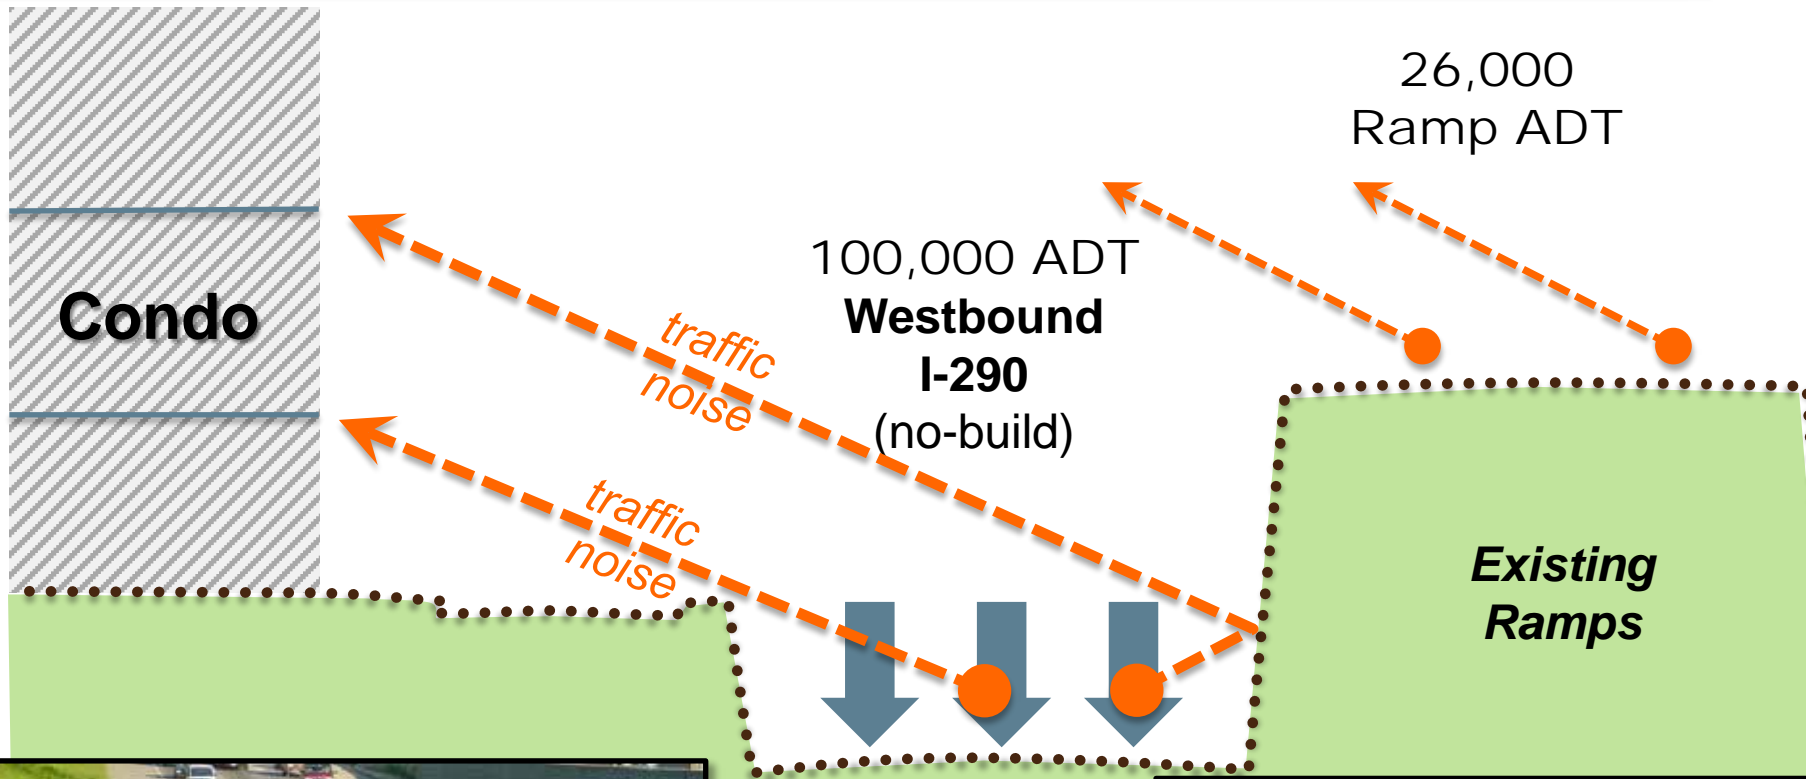 26,000
Ramp ADT
100,000 ADT
Westbound
I-290
(no-build)
Condo
traffic
noise
traffic
noise
Existing
Ramps